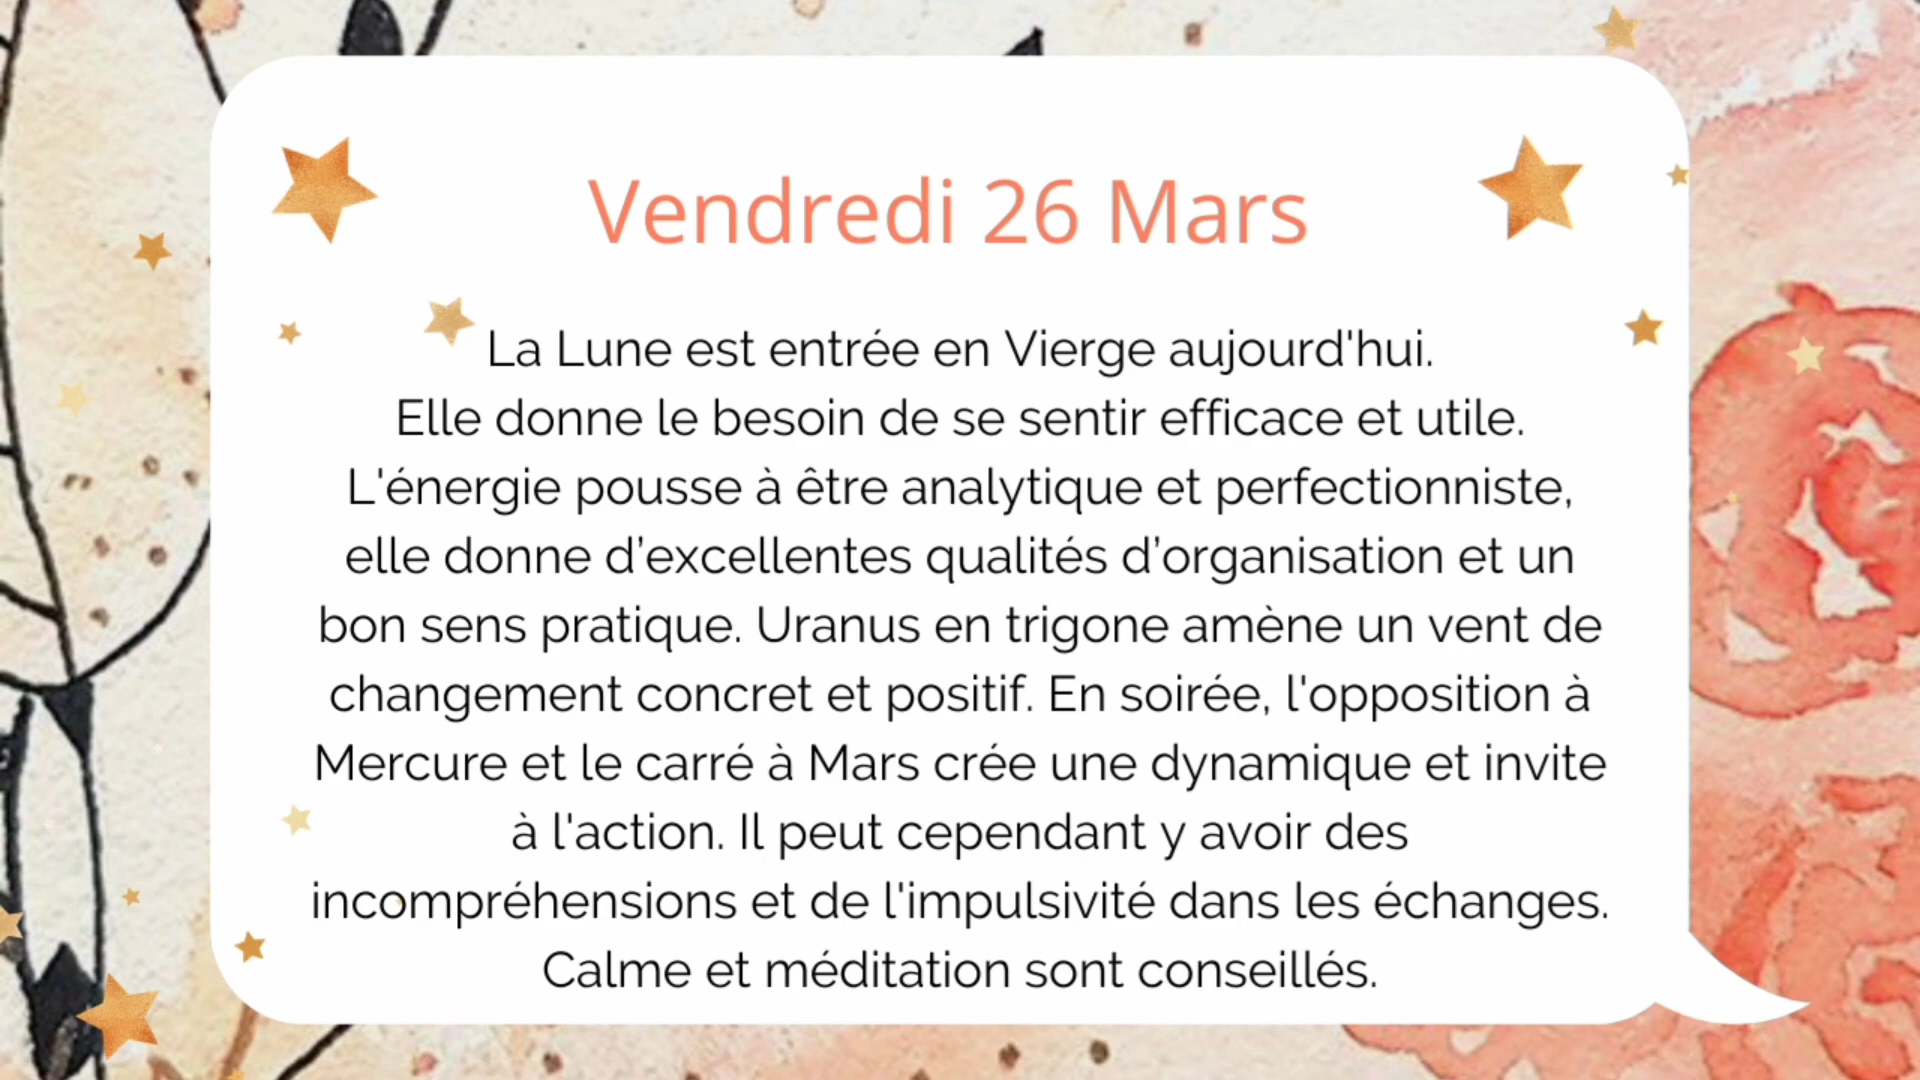 Vendredi 26 Mars
La Lune est entrée en Vierge aujourd'hui.
Elle donne le besoin de se sentir efficace et utile.
L'énergie pousse à être analytique et perfectionniste,
elle donne d’excellentes qualités d’organisation et un
bon sens pratique. Uranus en trigone amène un vent de
changement concret et positif. En soirée, l'opposition à
Mercure et le carré à Mars crée une dynamique et invite
à l'action. Il peut cependant y avoir des
incompréhensions et de l'impulsivité dans les échanges.
Calme et méditation sont conseillés.